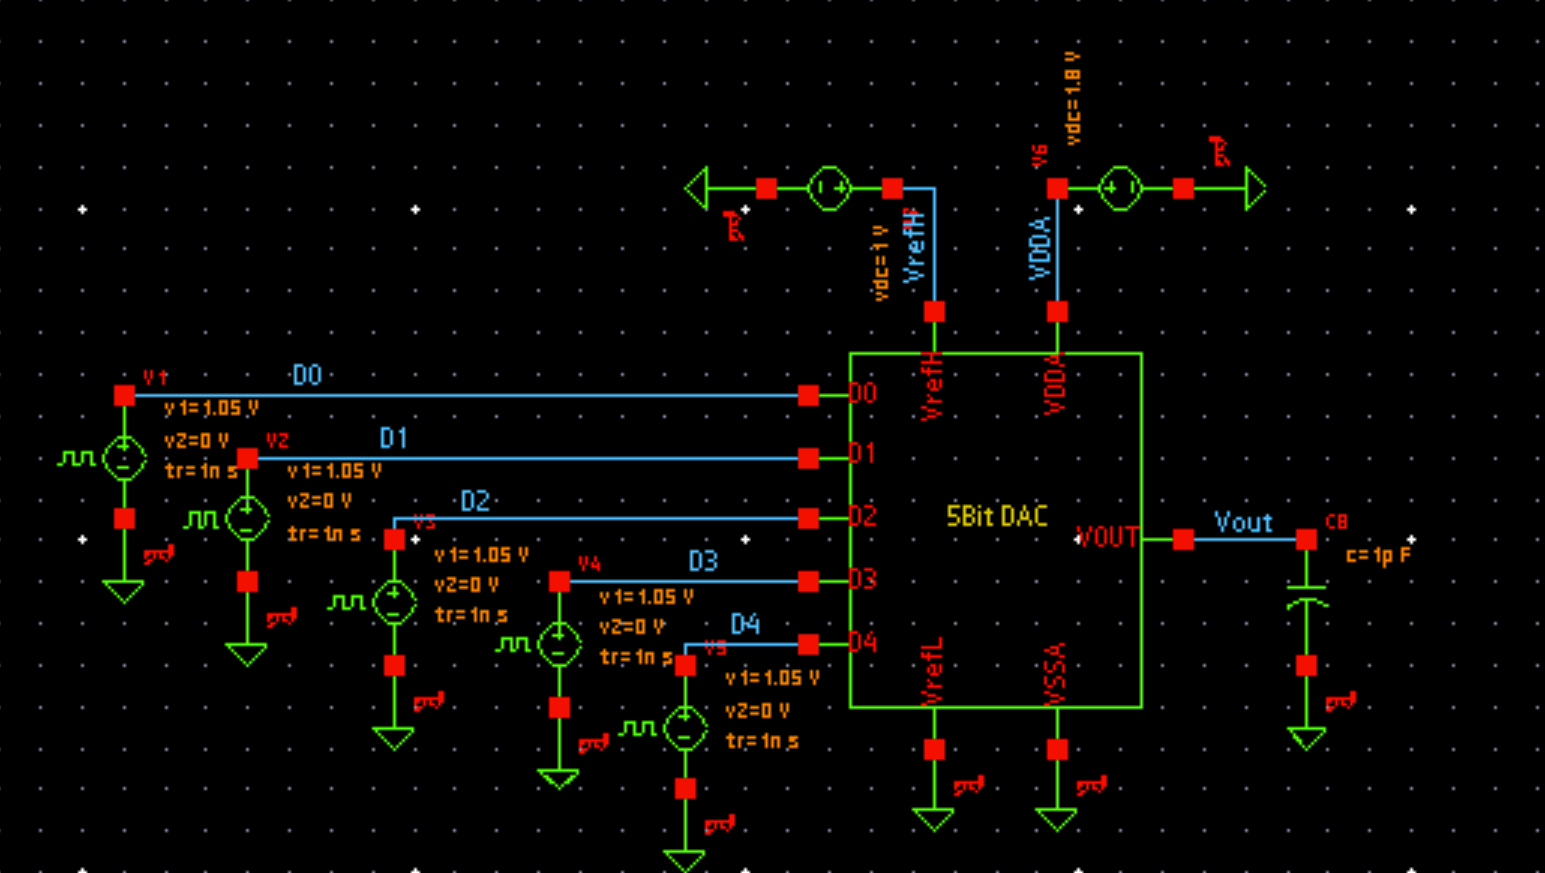 vdc=1.8 V
V6
VrefH
vdc=1 V
VDDA
V1
D0
v1=1.05 V
v2=0 V
tr=1n s
V2
D1
v1=1.05 V
v2=0 V
tr=1n s
V3
D2
v1=1.05 V
v2=0 V
tr=1n s
V4
D3
v1=1.05 V
v2=0 V
tr=1n s
V5
D4
v1=1.05 V
v2=0 V
tr=1n s
VrefH
VDDA
D0
D1
D2
D3
D4
5Bit DAC
VOUT
VrefL
VSSA
Vout
C8
c=1p F
gnd
gnd
gnd
gnd
gnd
gnd
gnd
gnd
gnd
gnd